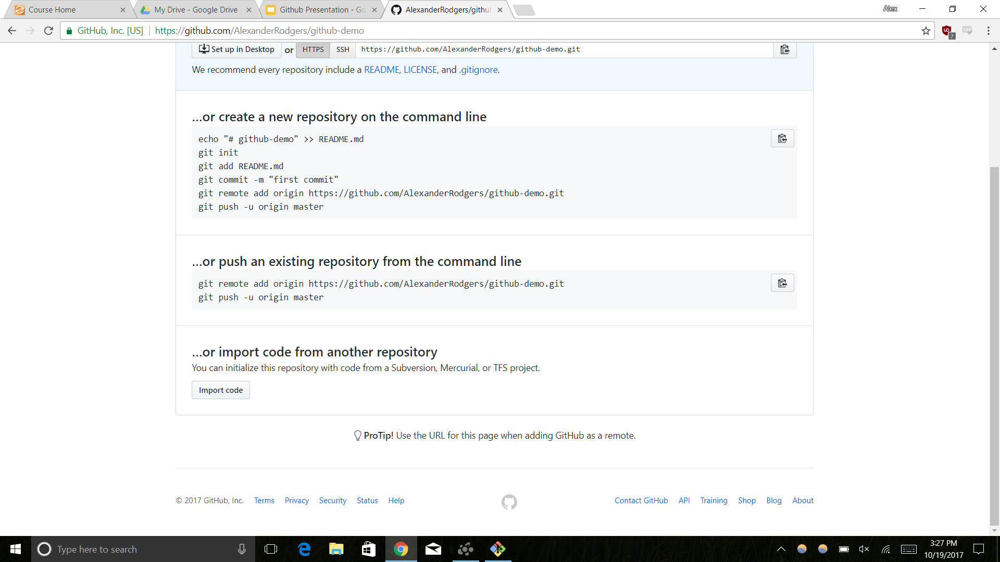 Course Home
My Drive - Google Drive
Github Presentation - Go
AlexanderRodgers/githu
Alex
GitHub, Inc. [US] https://github.com/AlexanderRodgers/github-demo
7
Set up in Desktop or HTTPS SSH https://github.com/AlexanderRodgers/github-demo.git
We recommend every repository include a README, LICENSE, and .gitignore.
…or create a new repository on the command line
echo "# github-demo" >> README.md
git init
git add README.md
git commit -m "first commit"
git remote add origin https://github.com/AlexanderRodgers/github-demo.git
git push -u origin master
…or push an existing repository from the command line
git remote add origin https://github.com/AlexanderRodgers/github-demo.git
git push -u origin master
…or import code from another repository
You can initialize this repository with code from a Subversion, Mercurial, or TFS project.
Import code
ProTip! Use the URL for this page when adding GitHub as a remote.
© 2017 GitHub, Inc. Terms Privacy Security Status Help Contact GitHub API Training Shop Blog About
Type here to search
3:27 PM
10/19/2017